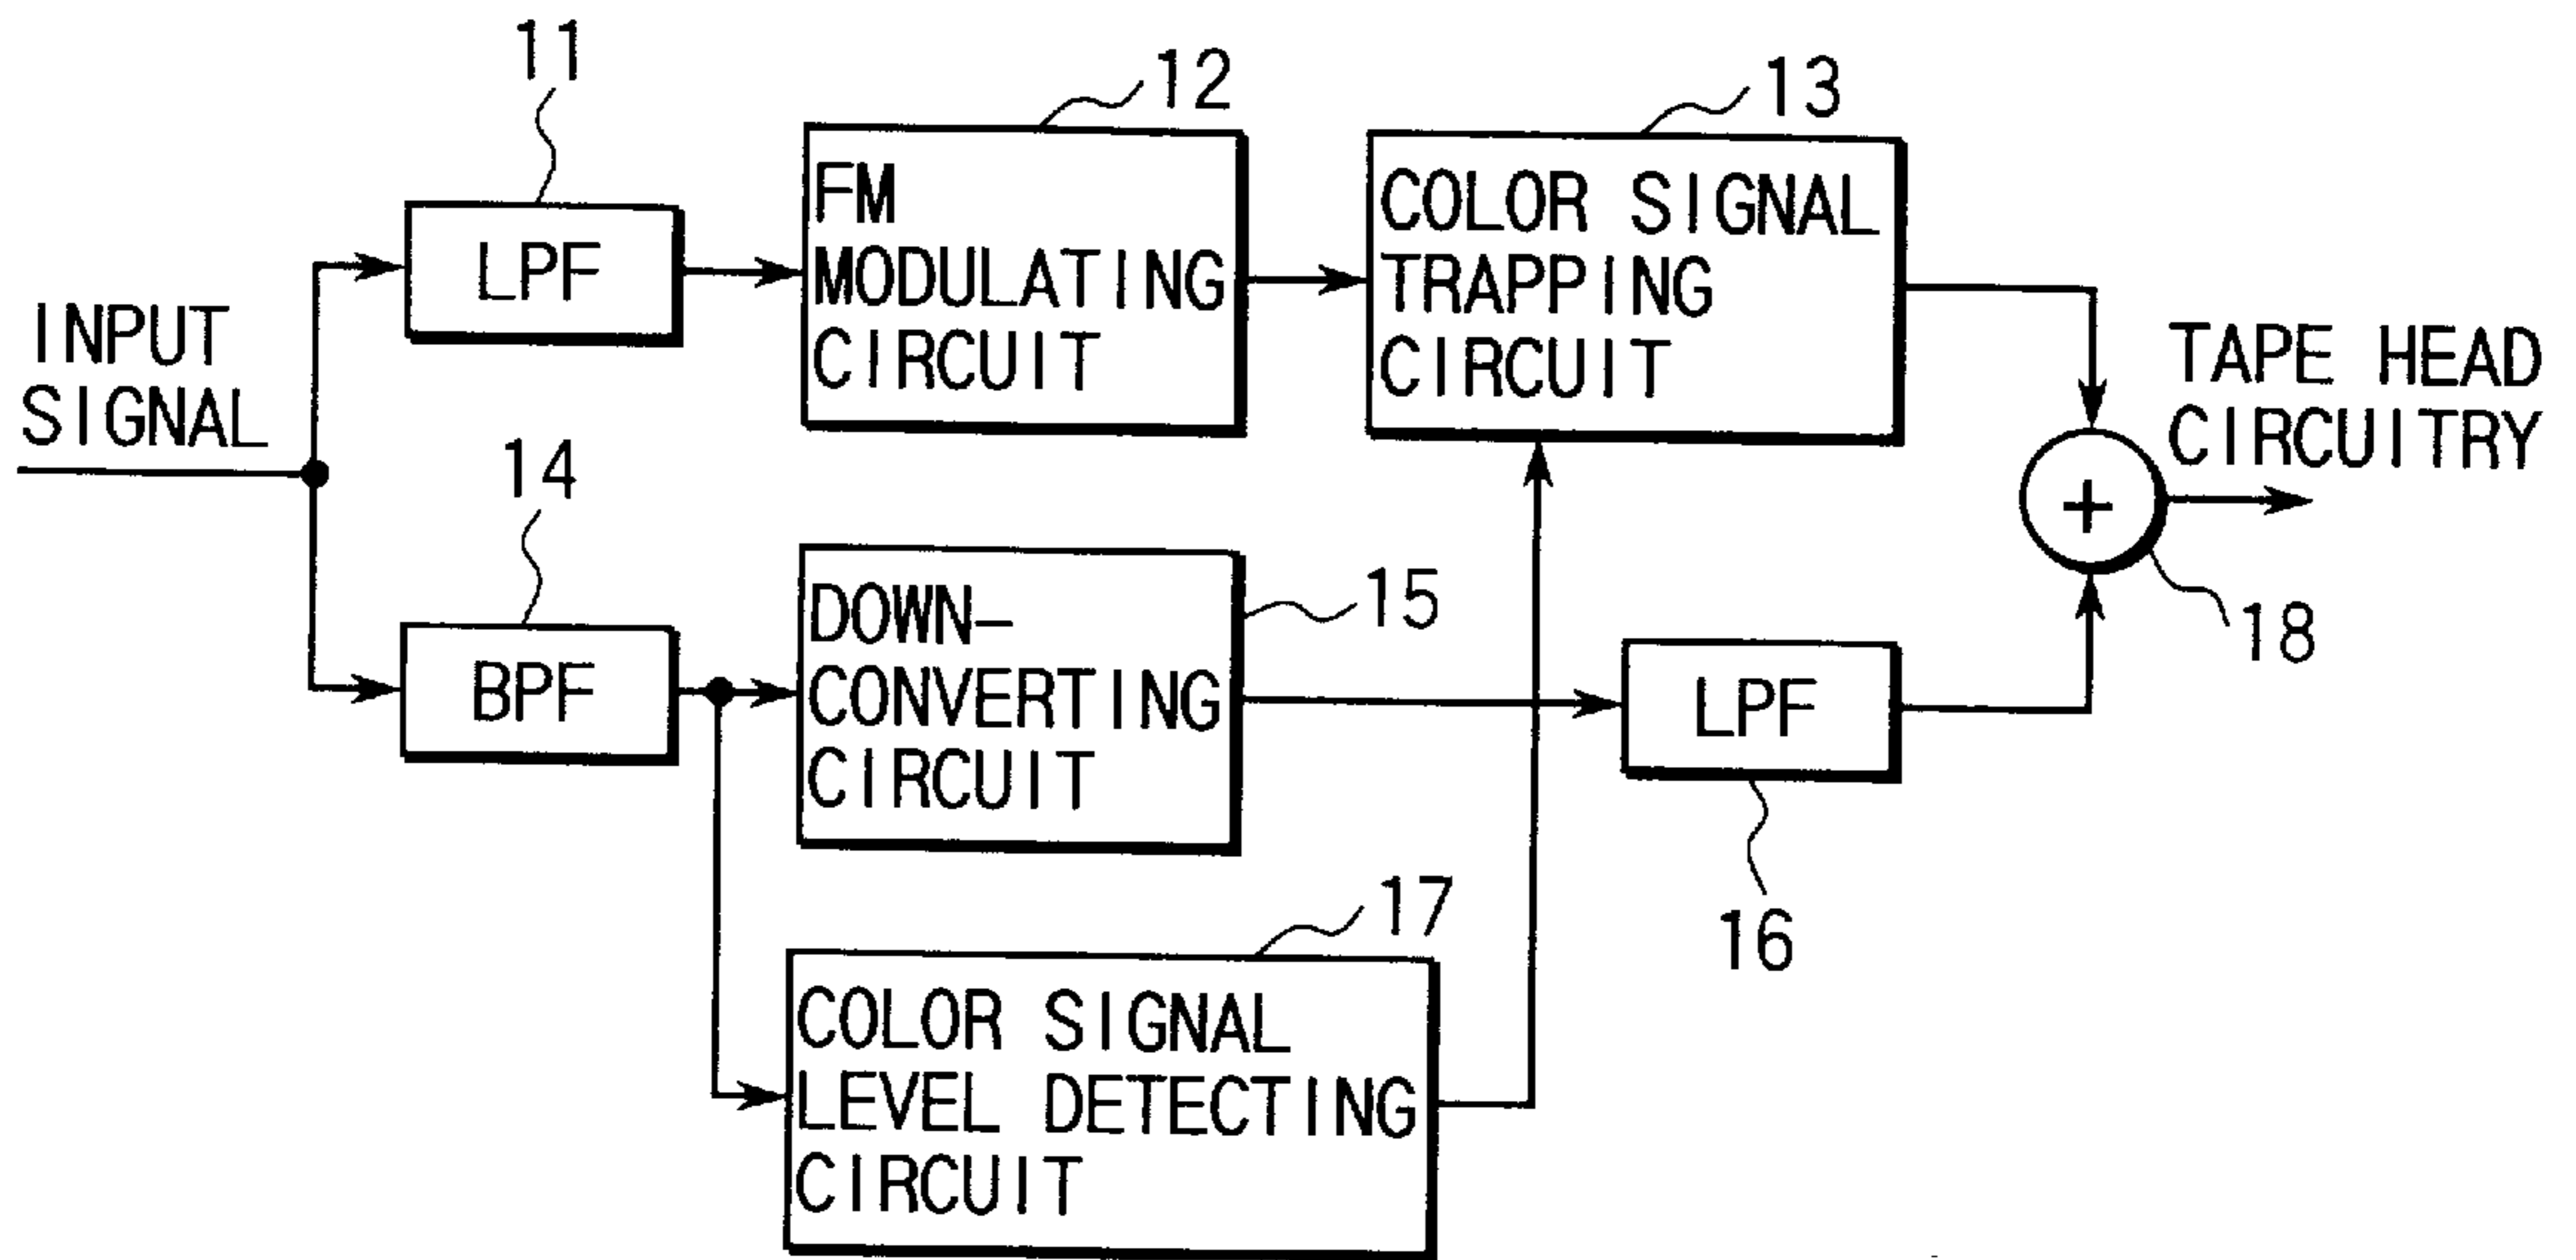 11
12
13
FM
MODULATING
CIRCUIT
COLOR SIGNAL
TRAPPING
CIRCUIT
LPF
INPUT
SIGNAL
TAPE HEAD
CIRCUITRY
14
+
DOWN-
CONVERTING
CIRCUIT
15
18
BPF
LPF
17
16
COLOR SIGNAL
LEVEL DETECTING
CIRCUIT